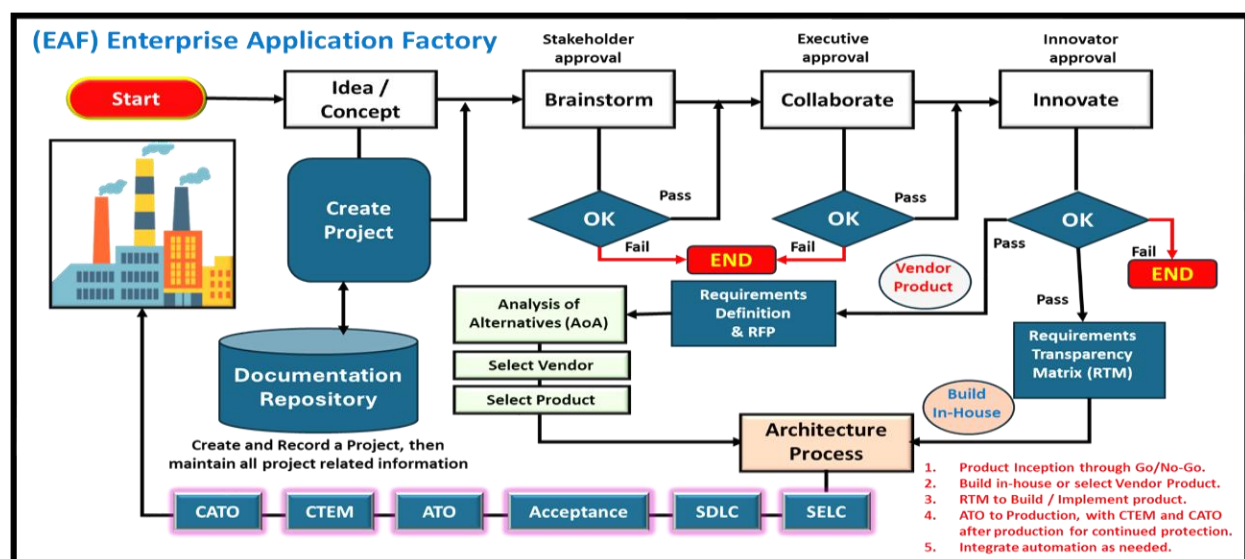 (EAF) Enterprise Application Factory
Stakeholder
approval
Executive
approval
Innovator
approval
Start
Idea /
Concept
Brainstorm
Collaborate
Innovate
Create
Project
OK
Pass
Fail
OK
Pass
Fail
END
OK
Pass
Fail
END
Pass
Vendor
Product
Requirements
Definition
& RFP
Analysis of
Alternatives (AoA)
Select Vendor
Select Product
Requirements
Transparency
Matrix (RTM)
Build
In-House
Documentation
Repository
Create and Record a Project, then
maintain all project related information
Architecture
Process
CATO
CTEM
ATO
Acceptance
SDLC
SELC
1. Product Inception through Go/No-Go.
2. Build in-house or select Vendor Product.
3. RTM to Build / Implement product.
4 ATO to Production, with CTEM and CATO
after production for continued protection.
5. Integrate automation as needed.